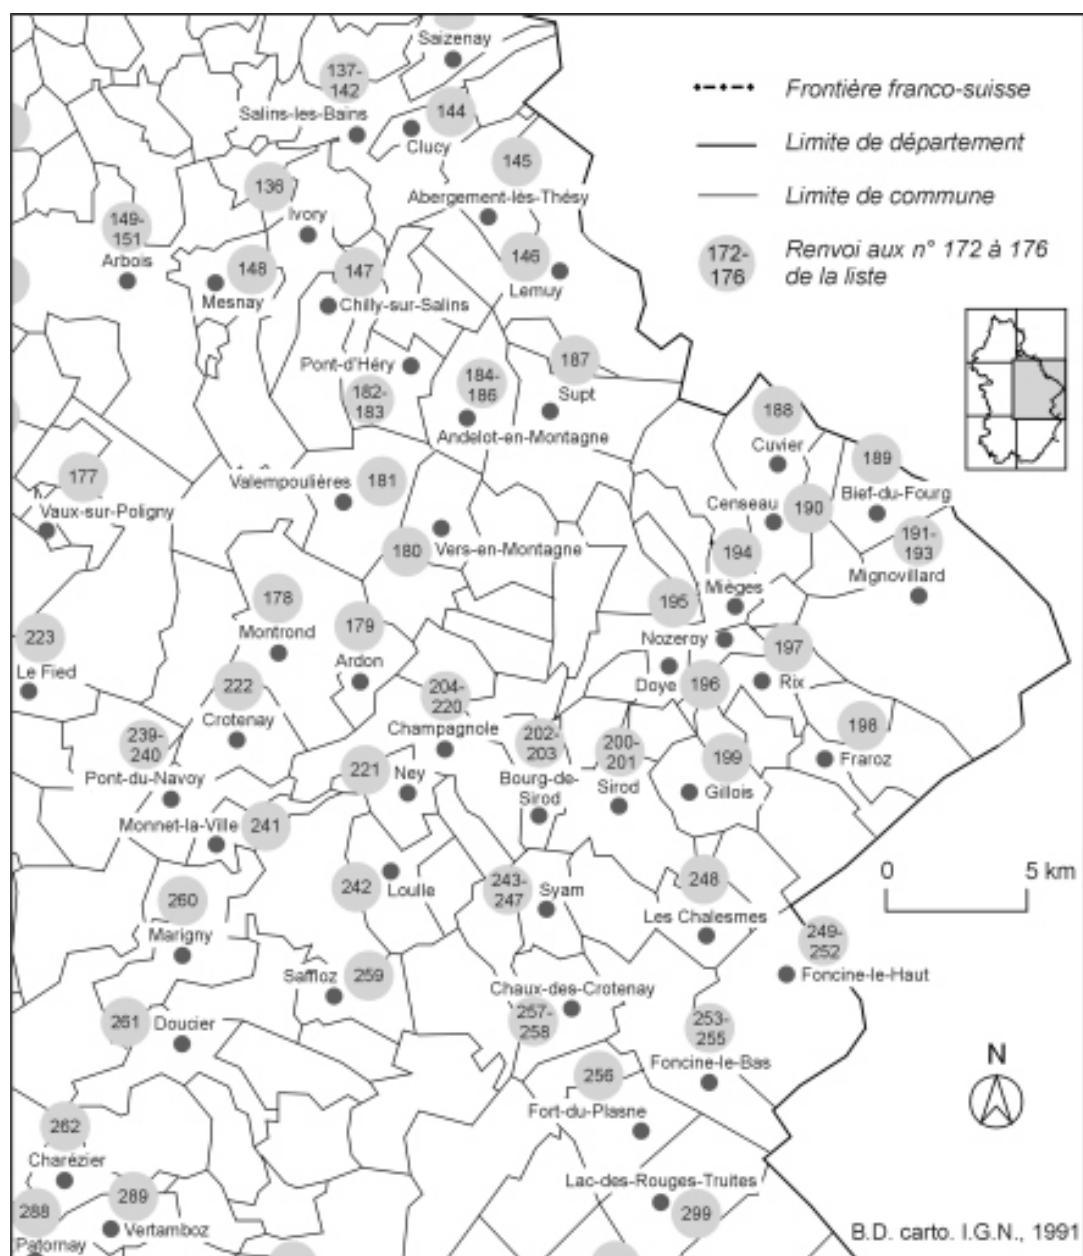 Saizenay
137-
142
Salins-les-Bains
144
Clucy
145
Abergement-lès-Thésy
136
Ivory
149-
151
Arbois
148
Mesnay
147
Chilly-sur-Salins
146
Lemuy
Frontière franco-suisse
Limite de département
Limite de commune
172-
176
Renvoi aux n° 172 à 176
de la liste
Pont-d'Héry
182-
183
184-
186
Andelot-en-Montagne
187
Supt
188
Cuvier
189
Bief-du-Fourg
177
Vaux-sur-Poligny
Valempoulières
181
Censeau
190
191-
193
Mignovillard
180
Vers-en-Montagne
194
Mièges
178
Montrond
179
Ardon
195
Nozeroy
197
Rix
223
Le Fied
222
Crotenay
204-
220
Champagnole
Doye
196
239-
240
Pont-du-Navoy
221
Ney
202-
203
Bourg-de-
Sirod
200-
201
Sirod
199
Gillois
198
Fraroz
Monnet-la-Ville
241
0
5 km
260
Marigny
242
Loulle
243-
247
Syam
248
Les Chalesmes
249-
252
Foncine-le-Haut
Saffloz
259
Chaux-des-Crotenay
257-
258
253-
255
Foncine-le-Bas
261
Doucier
256
Fort-du-Plasne
N
262
Charézier
Lac-des-Rouges-Truites
299
288
Patornay
289
Vertamboz
B.D. carto. I.G.N., 1991